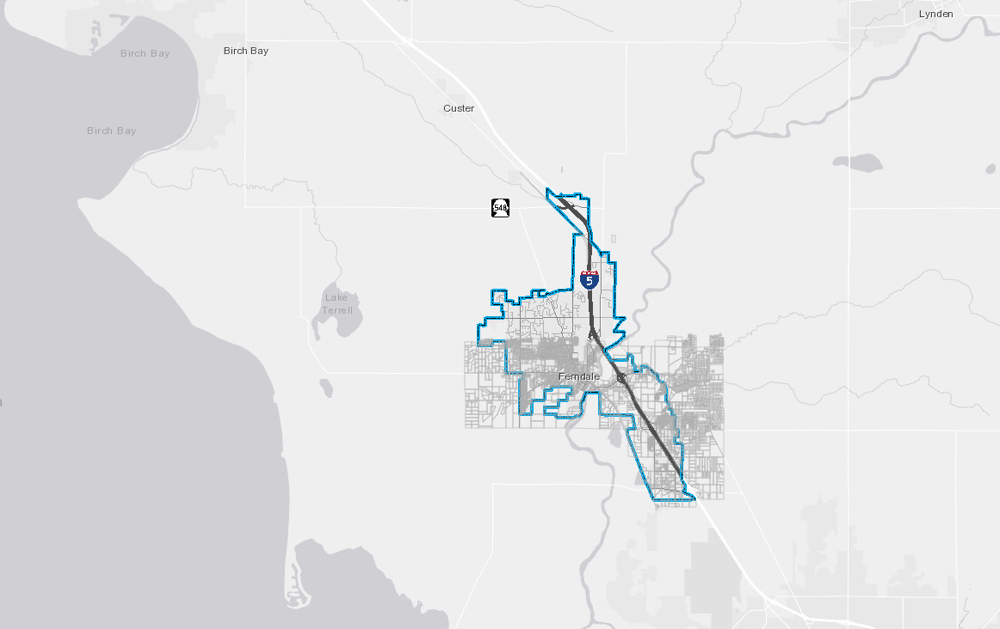 Lynden
Birch Bay
Birch Bay
Custer
Birch Bay
548
5
Lake
Terrell
Ferndale